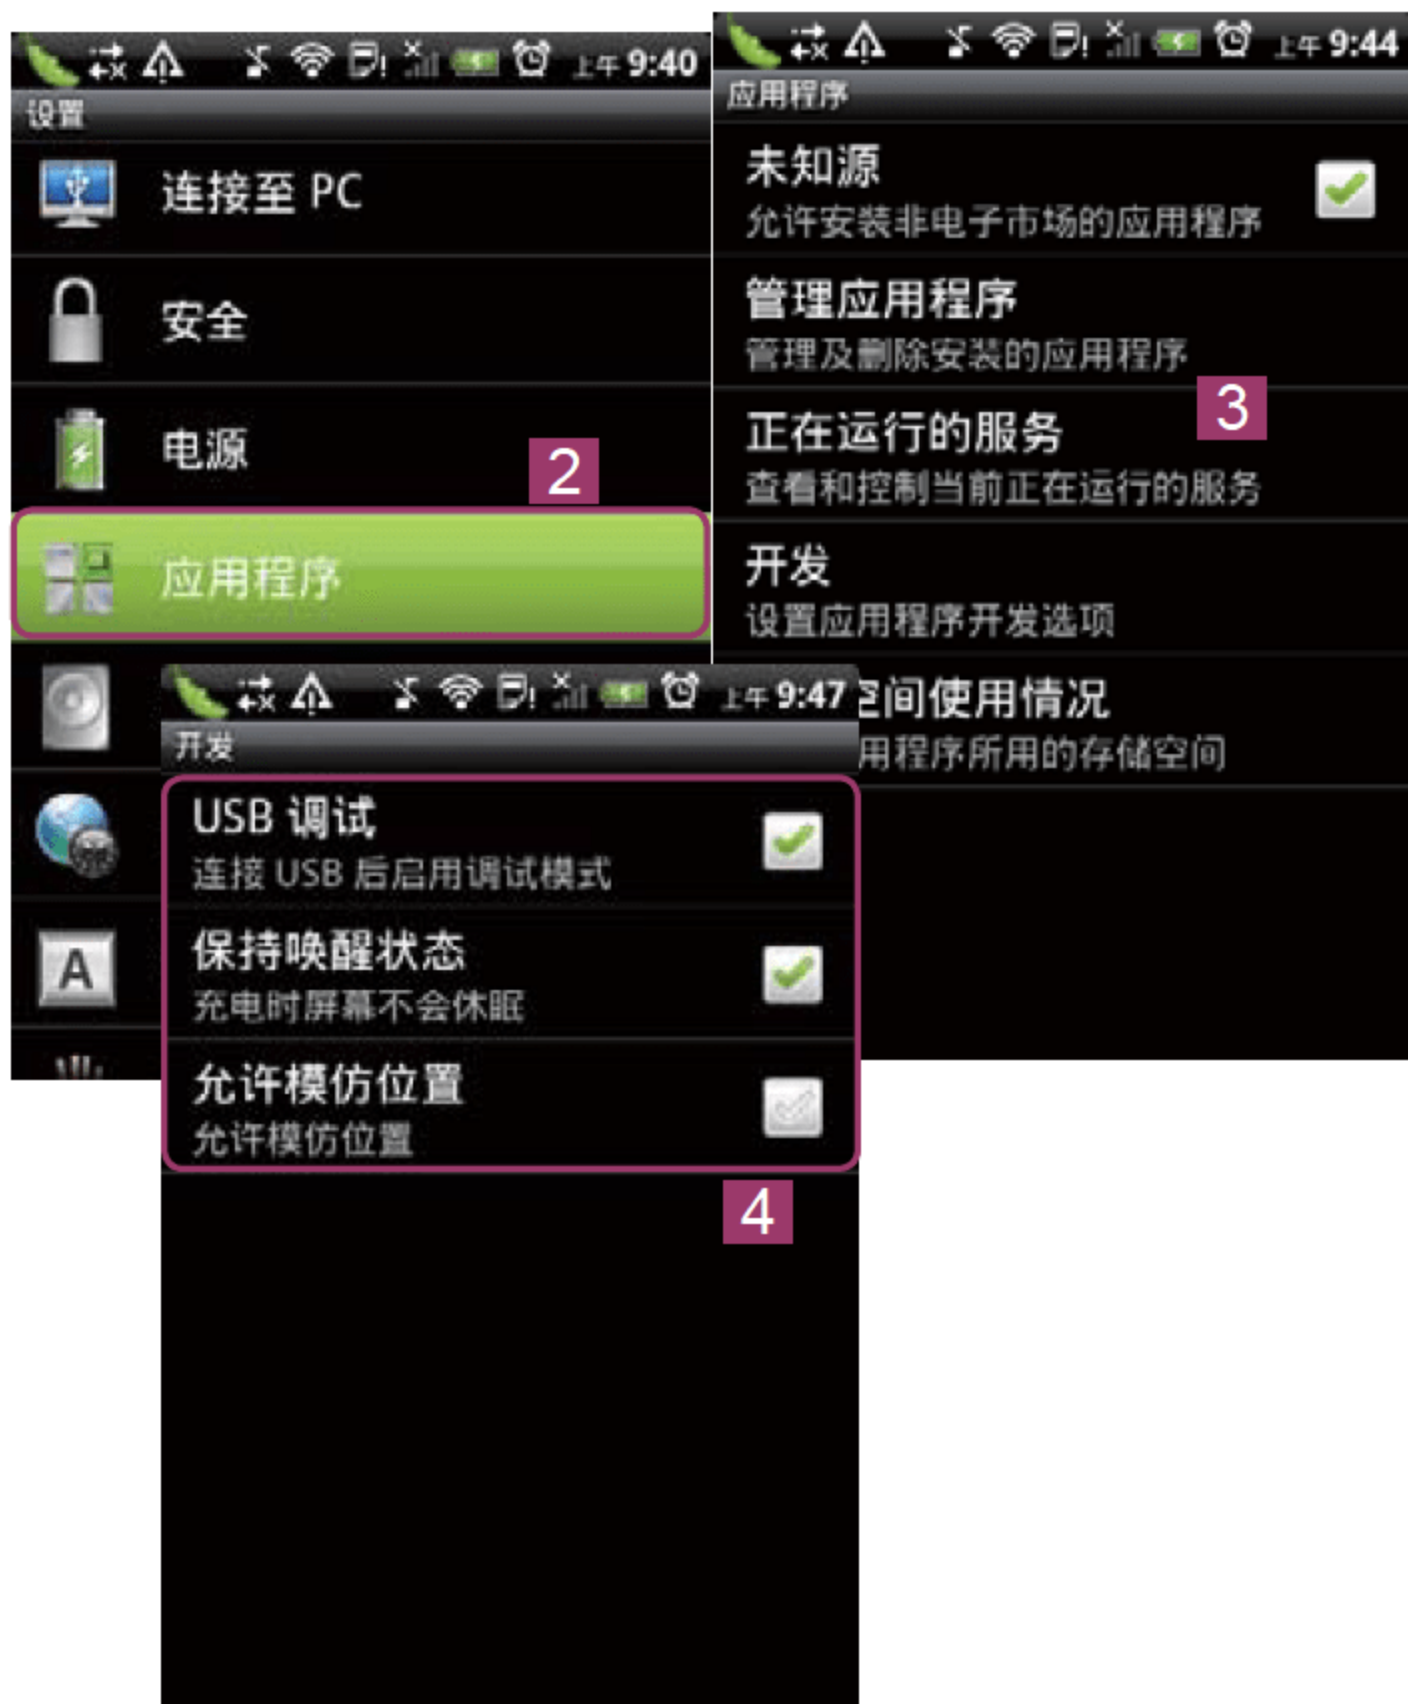 上午 9:40
设置
连接至 PC
安全
电源
2
应用程序
A
上午 9:44
应用程序
未知源
允许安装非电子市场的应用程序
管理应用程序
管理及删除安装的应用程序
3
正在运行的服务
查看和控制当前正在运行的服务
开发
设置应用程序开发选项
间使用情况
用程序所用的存储空间
上午 9:47
开发
USB 调试
连接 USB 后启用调试模式
保持唤醒状态
充电时屏幕不会休眠
允许模仿位置
允许模仿位置
4